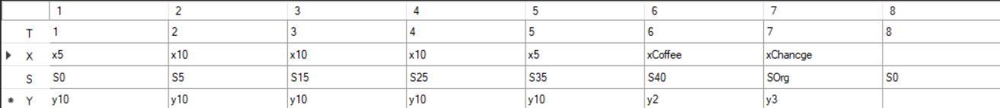 1 2 3 4 5 6 7 8
T 1 2 3 4 5 6 7 8
X x5 x10 x10 x10 x5 xCoffee xChancge
S S0 S5 S15 S25 S35 S40 SOrg S0
Y y10 y10 y10 y10 y10 y2 y3